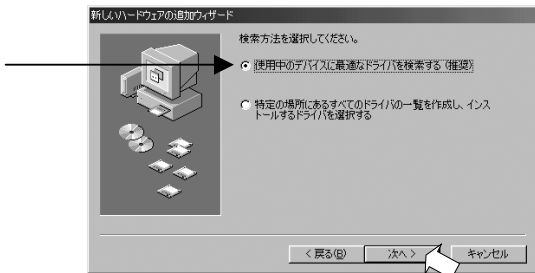 新しいハードウェアの追加ウィザード
検索方法を選択してください。
使用中のデバイスに最適なドライバを検索する（推奨）
特定の場所にあるすべてのドライバの一覧を作成し、インス
トールするドライバを選択する
< 戻る(B)
次へ >
キャンセル